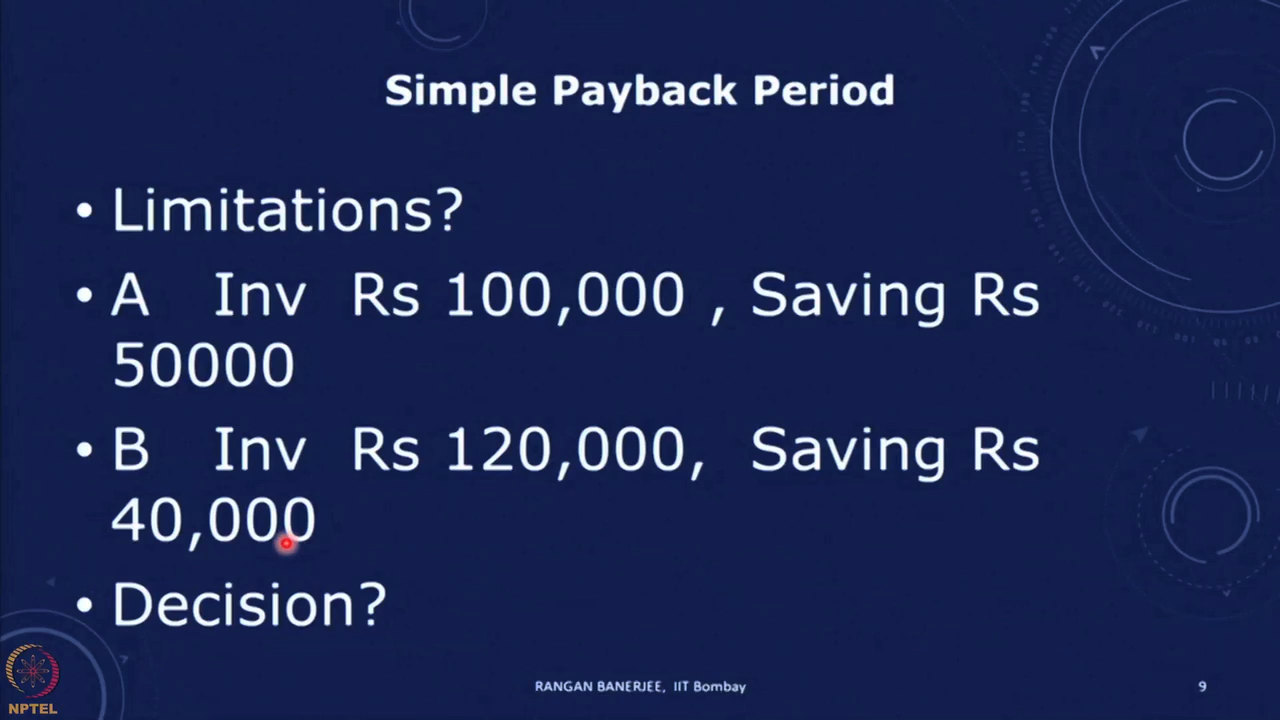 Simple Payback Period
• Limitations?
• A Inv Rs 100,000 , Saving Rs
50000
• B Inv Rs 120,000, Saving Rs
40,000
• Decision?
RANGAN BANERJEE, IIT Bombay
9
NPTEL